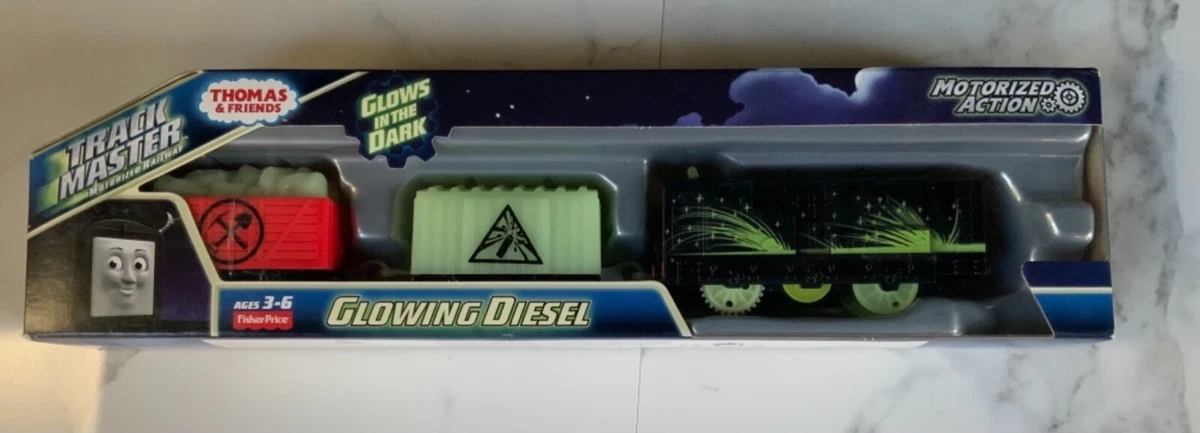 THOMAS
& FRIENDS
TRACK
MASTER
MOTORIZED RAILWAY
GLOWS
IN THE
DARK
MOTORIZED
ACTION
AGES 3-6
Fisher-Price
GLOWING DIESEL